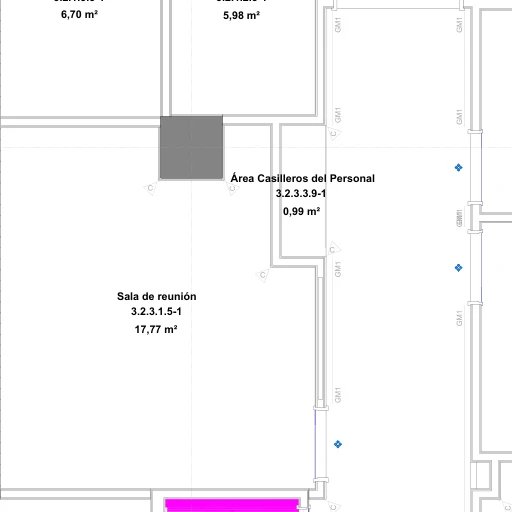 6,70 m²
5,98 m²
GM1
GM1
GM1
GM1
C
Área Casilleros del Personal
3.2.3.3.9-1
0,99 m²
C
C
GM1
C
GM1
C
Sala de reunión
3.2.3.1.5-1
17,77 m²
GM1
GM1
C
C